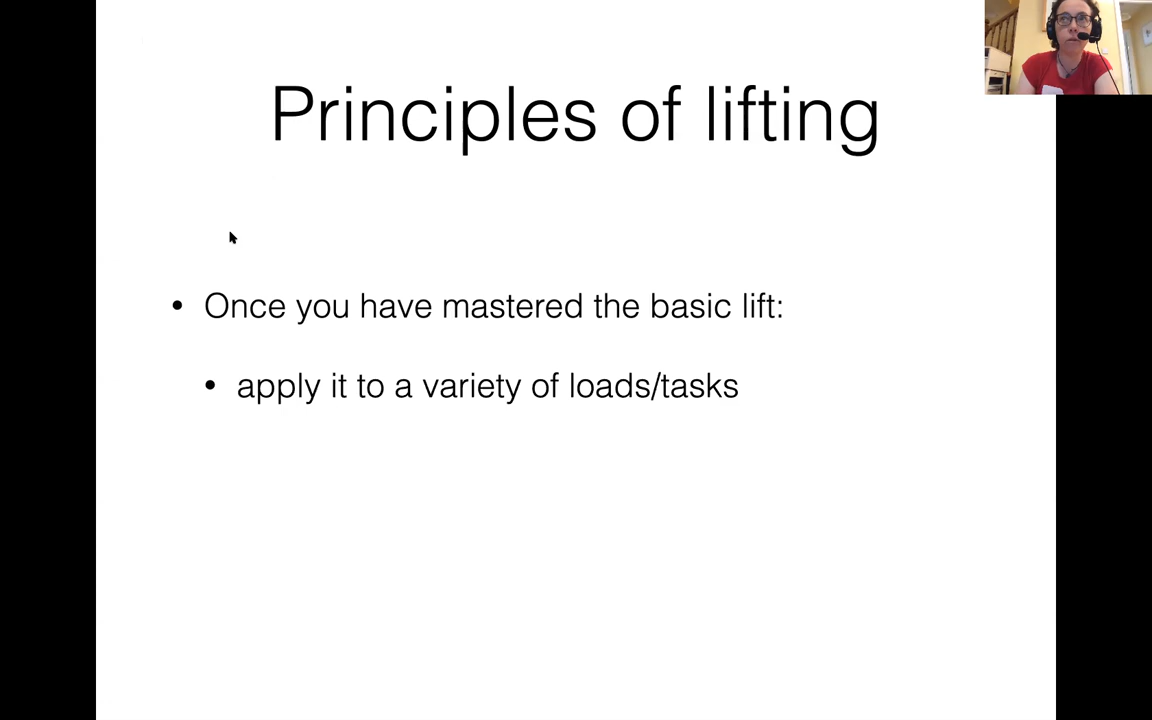 Principles of lifting
• Once you have mastered the basic lift:
• apply it to a variety of loads/tasks